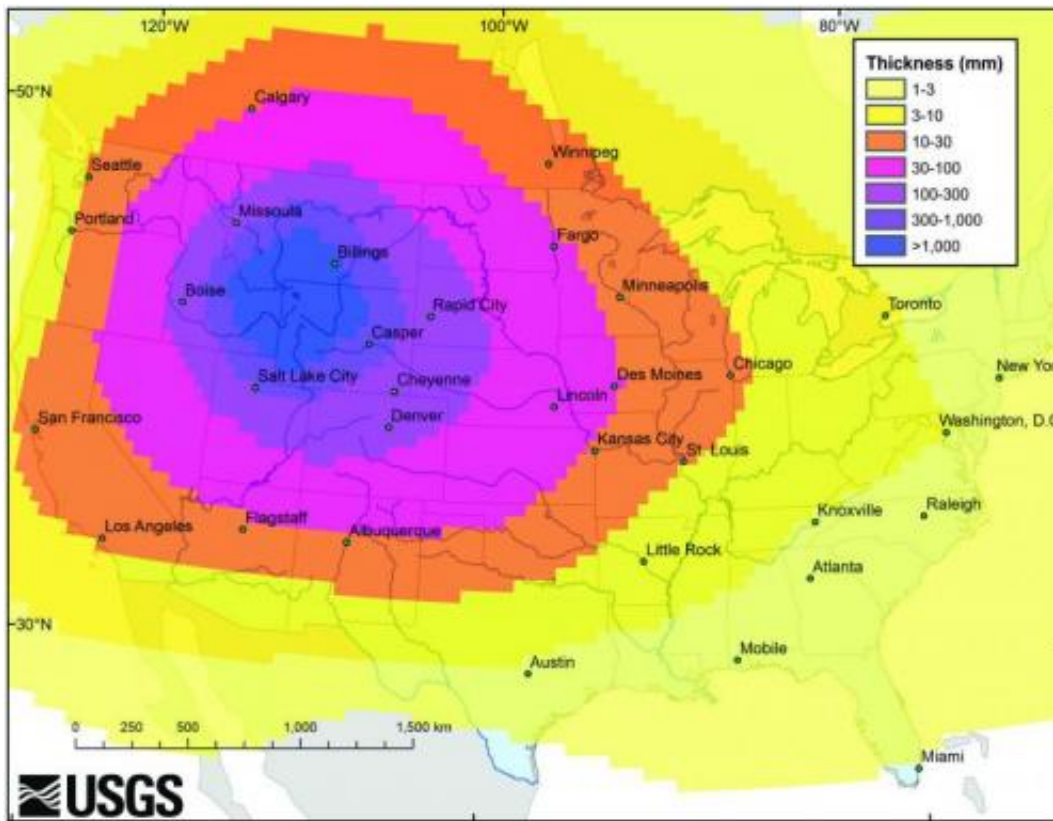 120°W
100°W
80°W
Thickness (mm)
1-3
3-10
10-30
30-100
100-300
300-1,000
>1,000
50°N
Calgary
Winnipeg
Seattle
Missoula
Portland
Fargo
Billings
Boise
Minneapolis
Rapid City
Toronto
Casper
Chicago
Salt Lake City
Cheyenne
Des Moines
New York
Lincoln
San Francisco
Denver
Washington, D.C
Kansas City
St. Louis
Knoxville
Raleigh
Los Angeles
Flagstaff
Albuquerque
Little Rock
Atlanta
30°N
Mobile
Austin
0 250 500 1,000 1,500 km
Miami
USGS